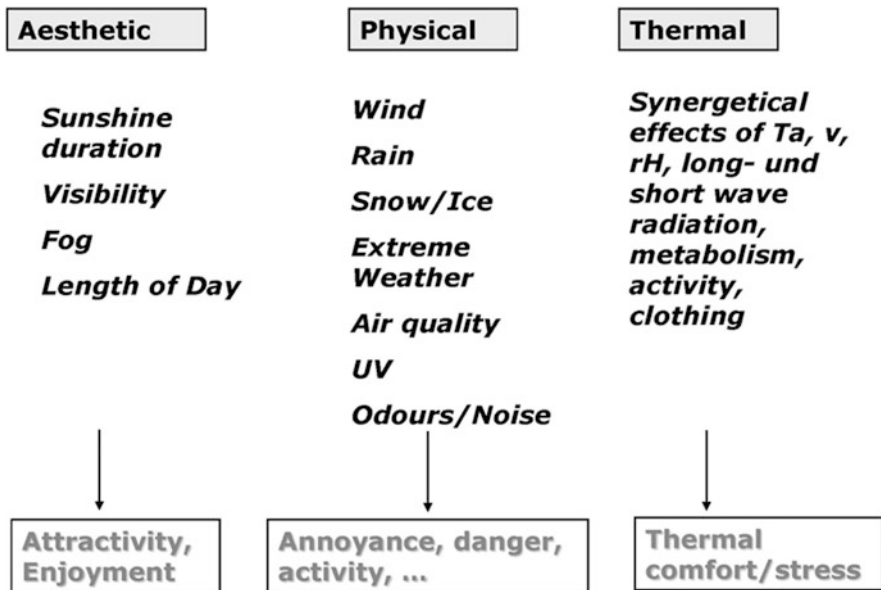 Aesthetic
Physical
Thermal
Sunshine
duration
Visibility
Fog
Length of Day
Wind
Rain
Snow/Ice
Extreme
Weather
Air quality
UV
Odours/Noise
Synergetical
effects of Ta, v,
rH, long- und
short wave
radiation,
metabolism,
activity,
clothing
Attractivity,
Enjoyment
Annoyance, danger,
activity, ...
Thermal
comfort/stress